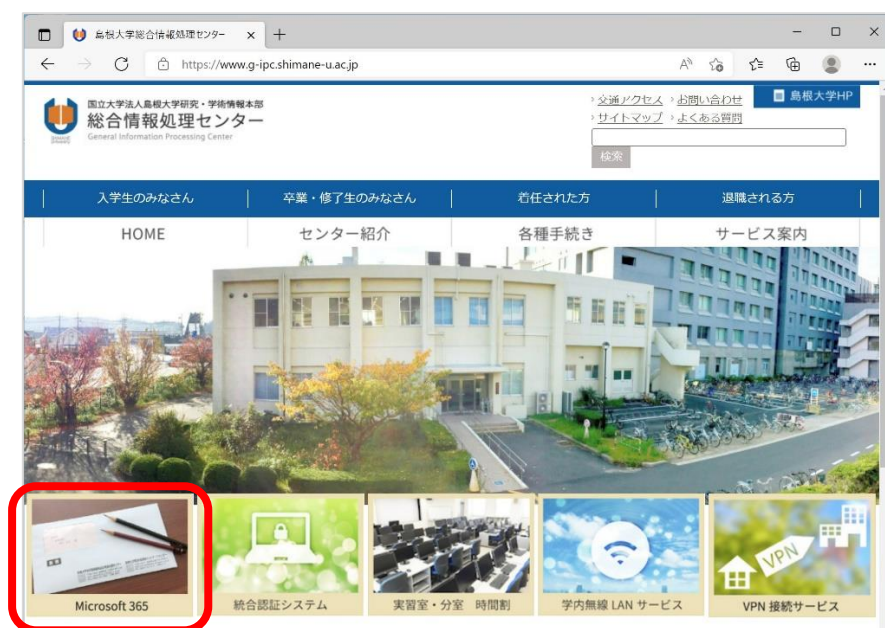 島根大学総合情報処理センター
https://www.g-ipc.shimane-u.ac.jp
国立大学法人島根大学研究・学術情報本部
総合情報処理センター
General Information Processing Center
交通アクセス
お問い合わせ
島根大学HP
サイトマップ
よくある質問
検索
入学生のみなさん
卒業・修了生のみなさん
着任された方
退職される方
HOME
センター紹介
各種手続き
サービス案内
VPN
Microsoft 365
統合認証システム
実習室・分室 時間割
学内無線 LAN サービス
VPN 接続サービス